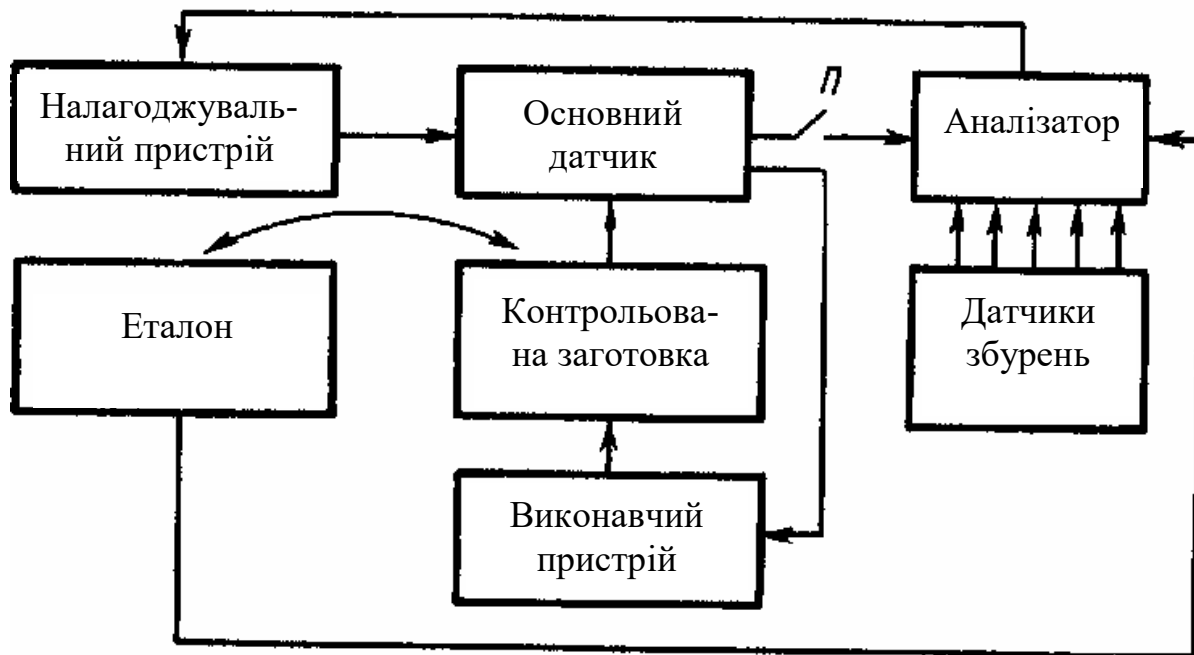 Налагоджуваль-
ний пристрій
Основний
датчик
П
Аналізатор
Еталон
Контрольова-
на заготовка
Датчики
збурень
Виконавчий
пристрій